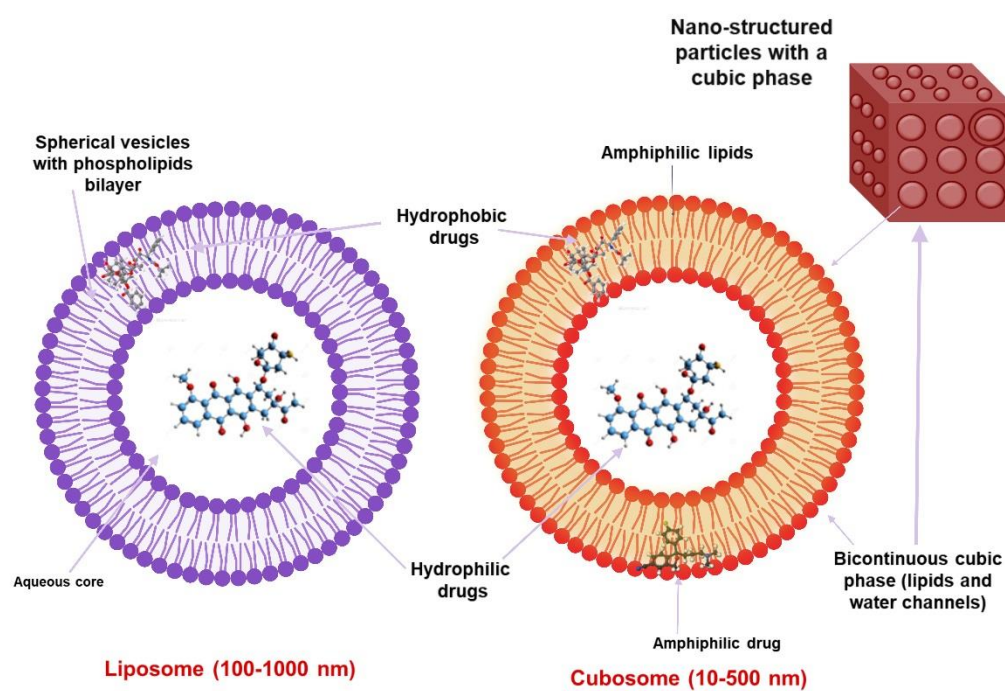 Nano-structured
particles with a
cubic phase
Spherical vesicles
with phospholipids
bilayer
Amphiphilic lipids
Hydrophobic
drugs
Aqueous core
Hydrophilic
drugs
Bicontinuous cubic
phase (lipids and
water channels)
Amphiphilic drug
Liposome (100-1000 nm)
Cubosome (10-500 nm)